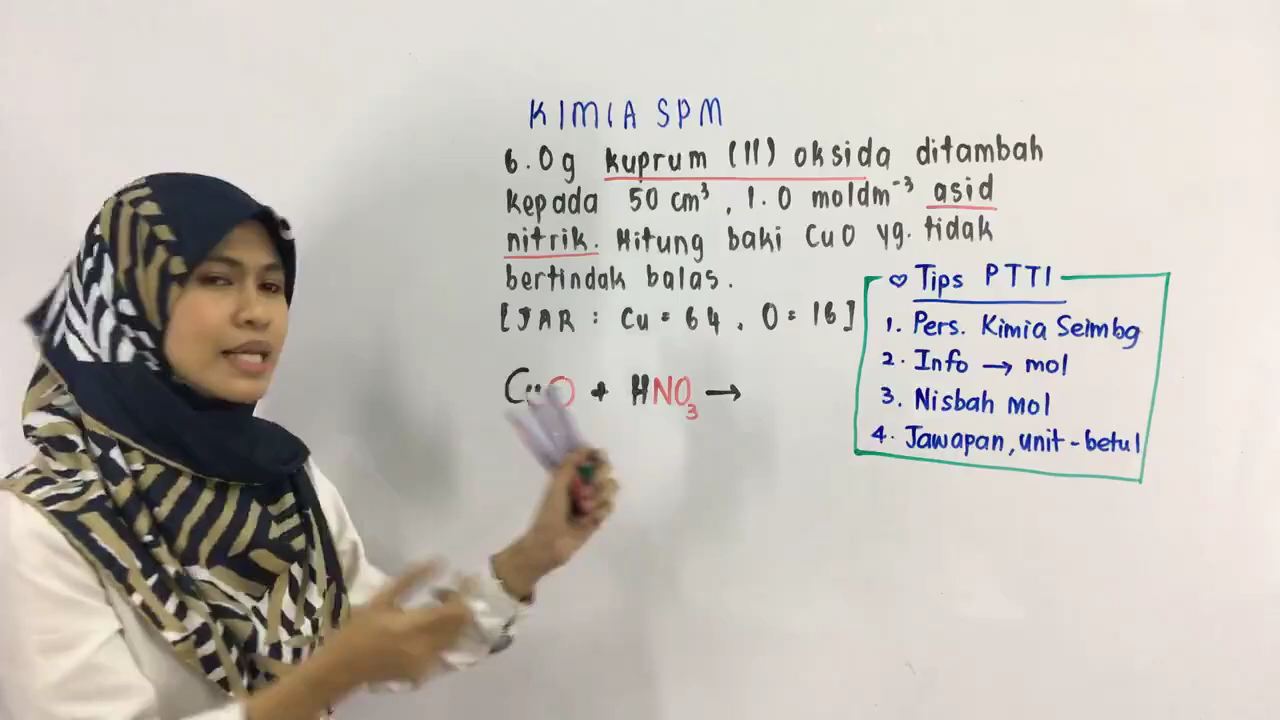 KIMIA SPM
6.0g kuprum (II) oksida ditambah
kepada 50 cm³, 1.0 moldm⁻³ asid
nitrik. Hitung baki CuO yg. tidak
bertindak balas.
[JAR : Cu = 64, O = 16]
CuO + HNO₃ →
♡ Tips PTTI
1. Pers. Kimia Seimbg
2. Info → mol
3. Nisbah mol
4. Jawapan, unit - betul